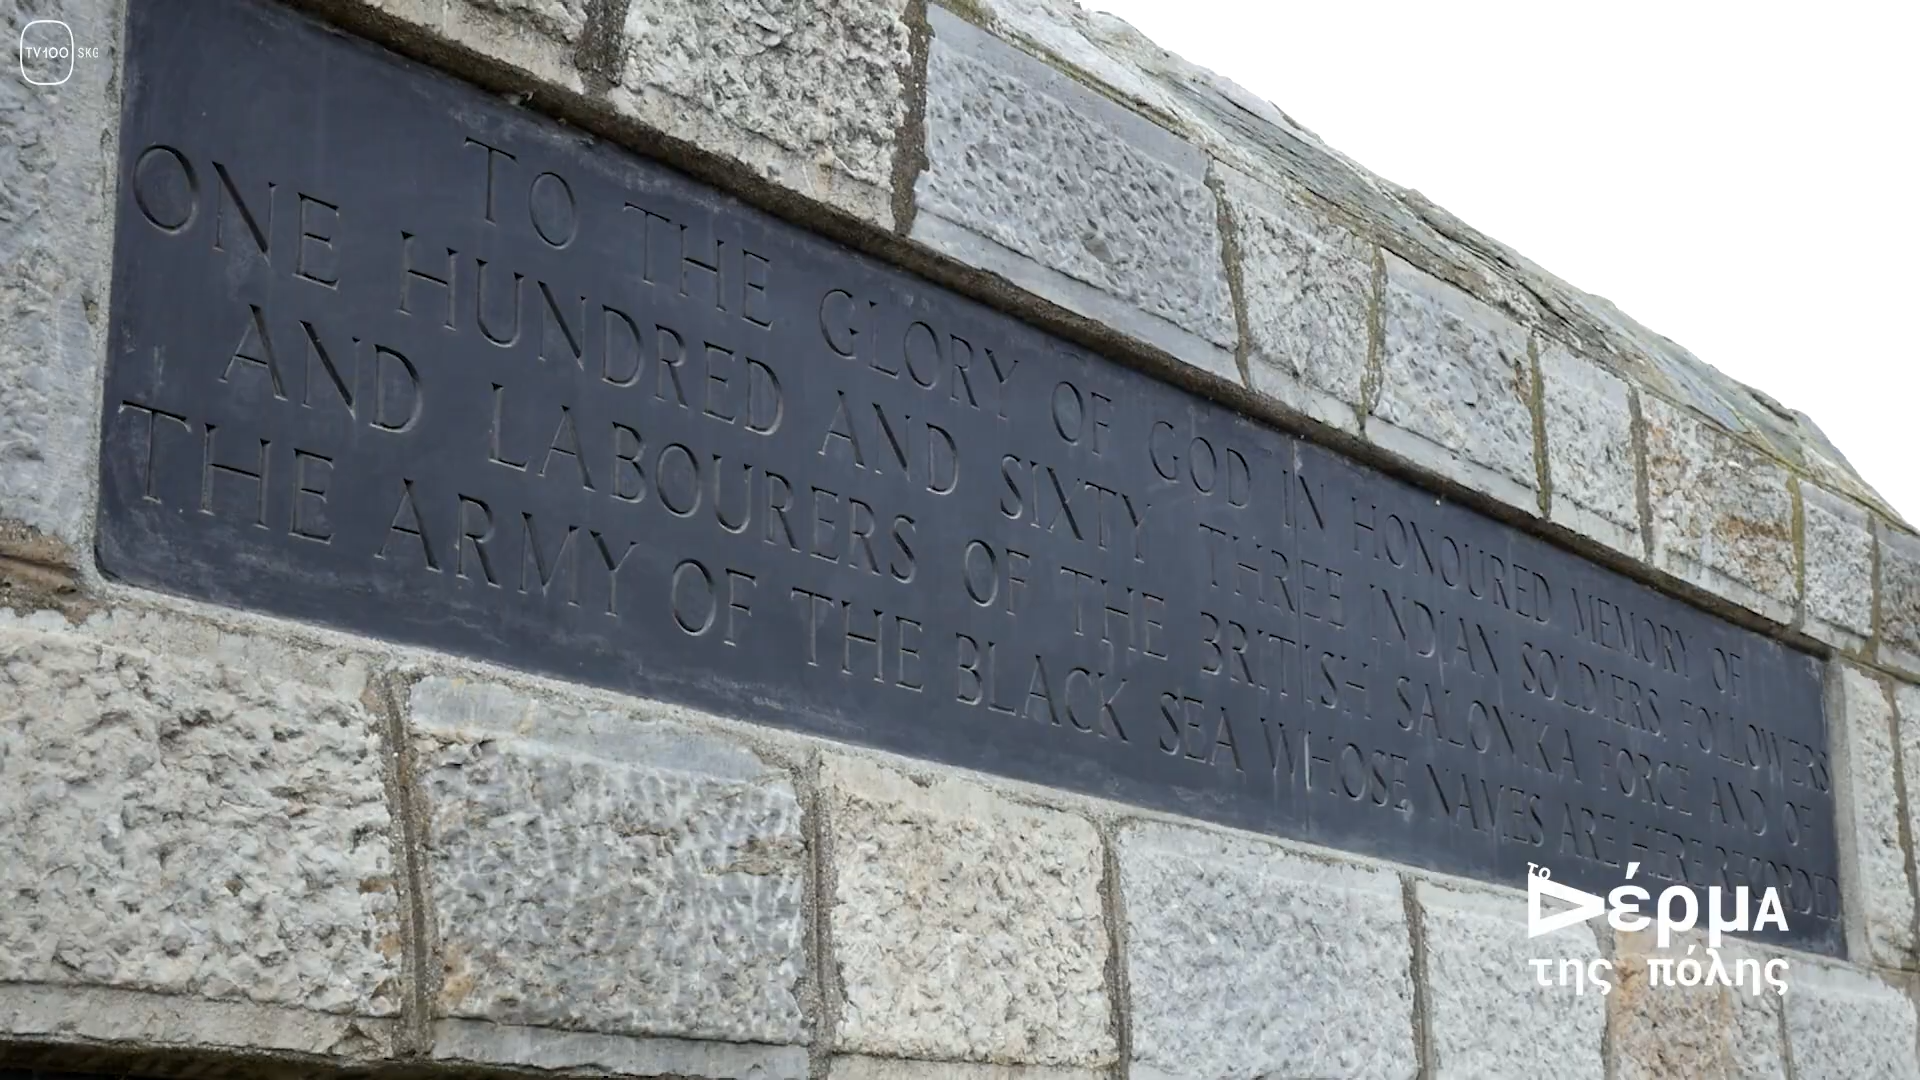 TV100 SKG
TO THE GLORY OF GOD IN HONOURED MEMORY OF
ONE HUNDRED AND SIXTY THREE INDIAN SOLDIERS, FOLLOWERS
AND LABOURERS OF THE BRITISH SALONIKA FORCE AND OF
THE ARMY OF THE BLACK SEA WHOSE NAMES ARE HERE RECORDED
το
Δέρμα
της πόλης